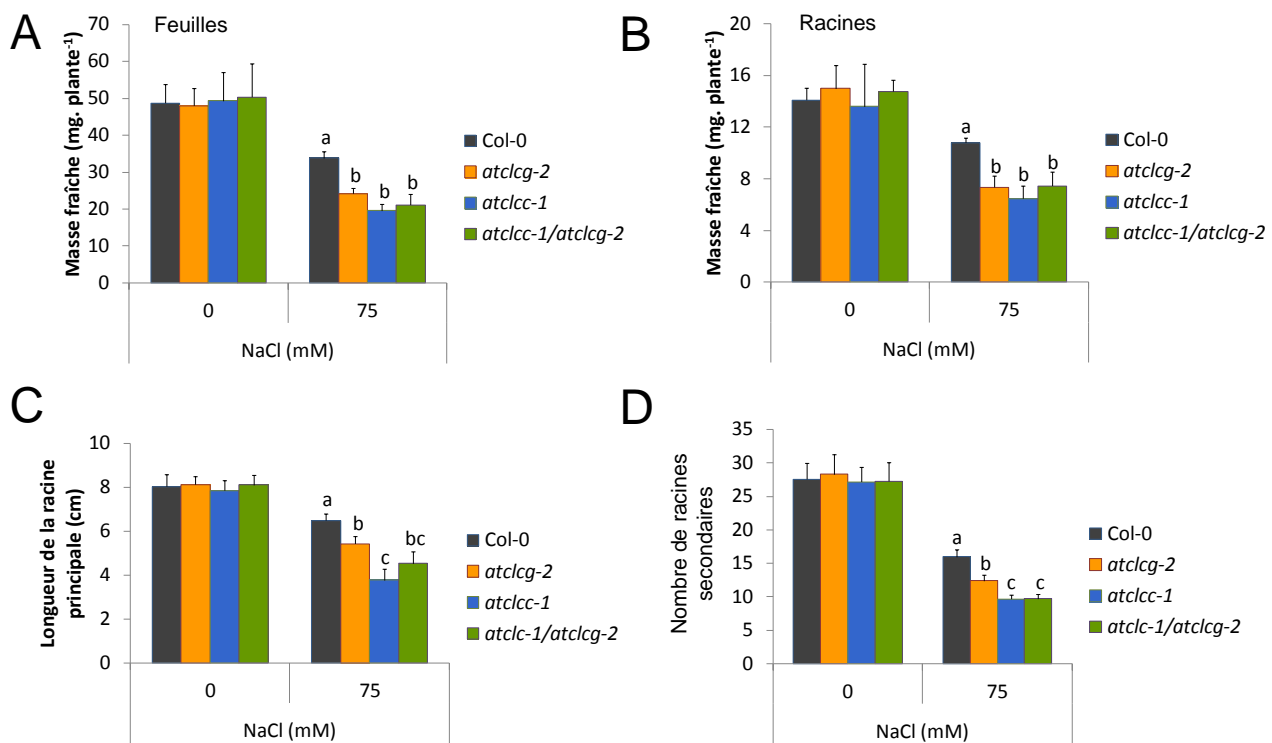 A
Feuilles
Masse fraîche (mg. plante-1)
70
60
50
40
30
20
10
0
a
b
b
b
0
75
NaCl (mM)
Col-0
atclcg-2
atclcc-1
atclcc-1/atclcg-2
B
Racines
Masse fraîche (mg. plante-1)
20
16
12
8
4
0
a
b
b
b
0
75
NaCl (mM)
Col-0
atclcg-2
atclcc-1
atclcc-1/atclcg-2
C
Longueur de la racine
principale (cm)
10
8
6
4
2
0
a
b
c
bc
0
75
NaCl (mM)
Col-0
atclcg-2
atclcc-1
atclc-1/atclcg-2
D
Nombre de racines
secondaires
35
30
25
20
15
10
5
0
a
b
c
c
0
75
NaCl (mM)
Col-0
atclcg-2
atclcc-1
atclc-1/atclcg-2